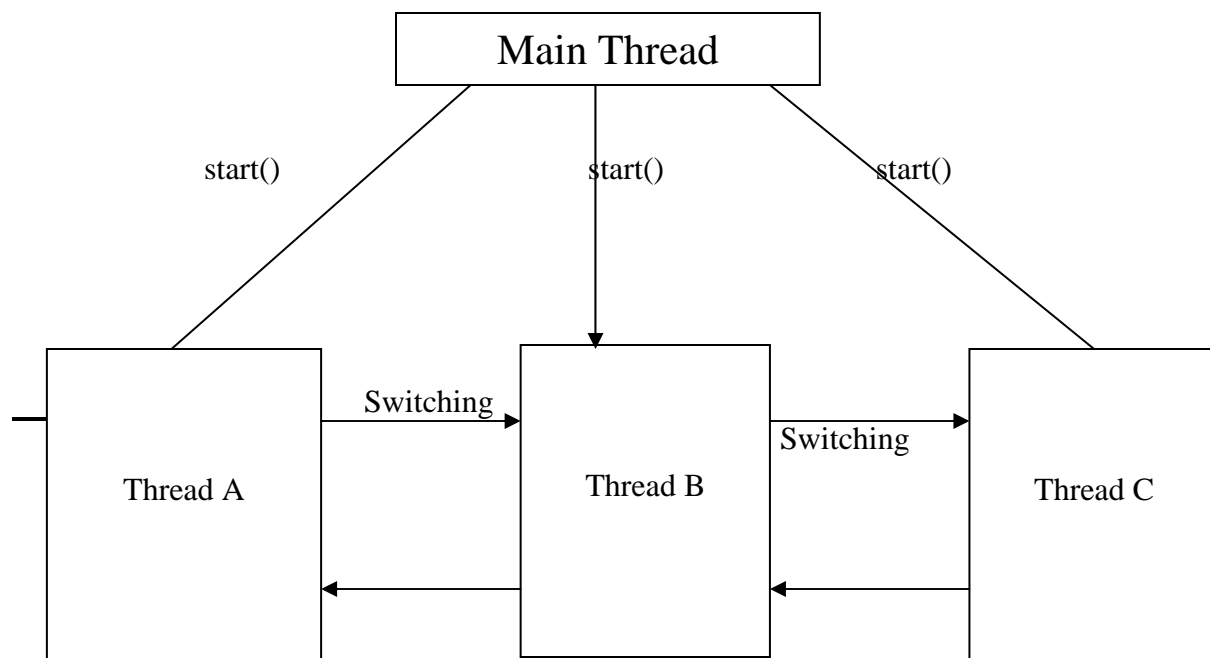 Main Thread
start()
start()
start()
Switching
Switching
Thread A
Thread B
Thread C